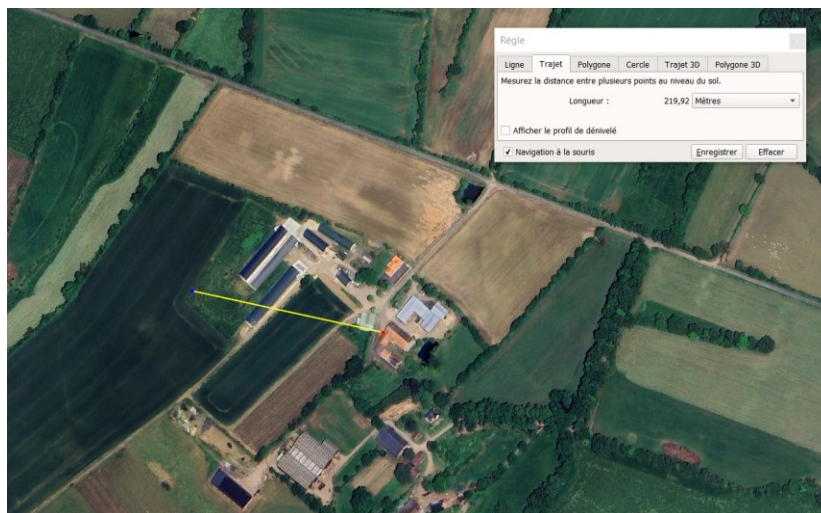 Règle
Ligne Trajet Polygone Cercle Trajet 3D Polygone 3D
Mesurez la distance entre plusieurs points au niveau du sol.
Longueur : 219,92 Mètres
Afficher le profil de dénivelé
Navigation à la souris Enregistrer Effacer